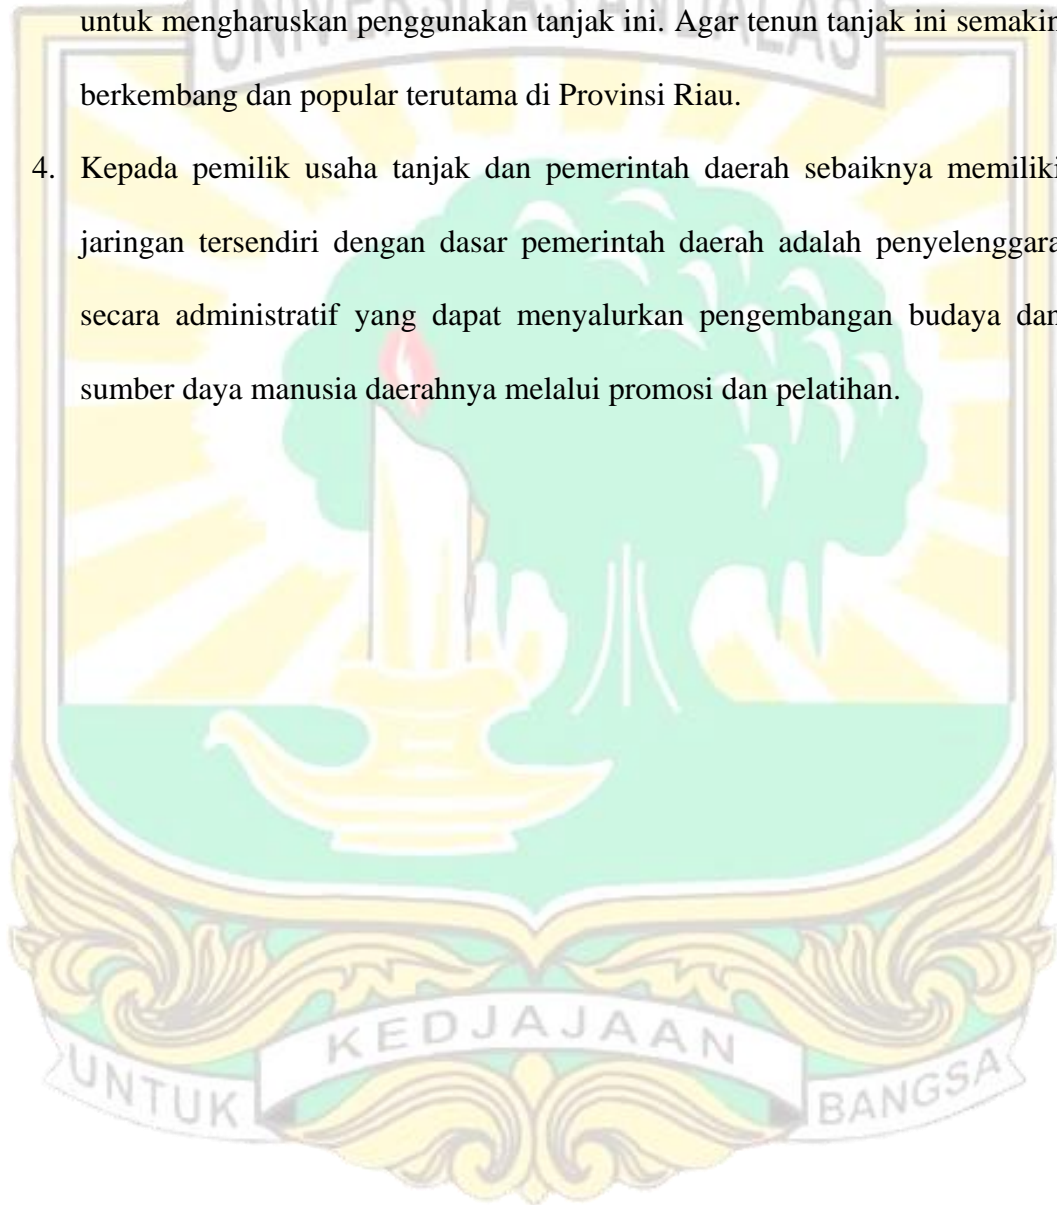 untuk mengharuskan penggunakan tanjak ini. Agar tenun tanjak ini semakin
UNIVERSITAS ANDALAS
berkembang dan popular terutama di Provinsi Riau.
4. Kepada pemilik usaha tanjak dan pemerintah daerah sebaiknya memiliki
jaringan tersendiri dengan dasar pemerintah daerah adalah penyelenggara
secara administratif yang dapat menyalurkan pengembangan budaya dan
sumber daya manusia daerahnya melalui promosi dan pelatihan.
UNTUK KEDJAJAAN BANGSA